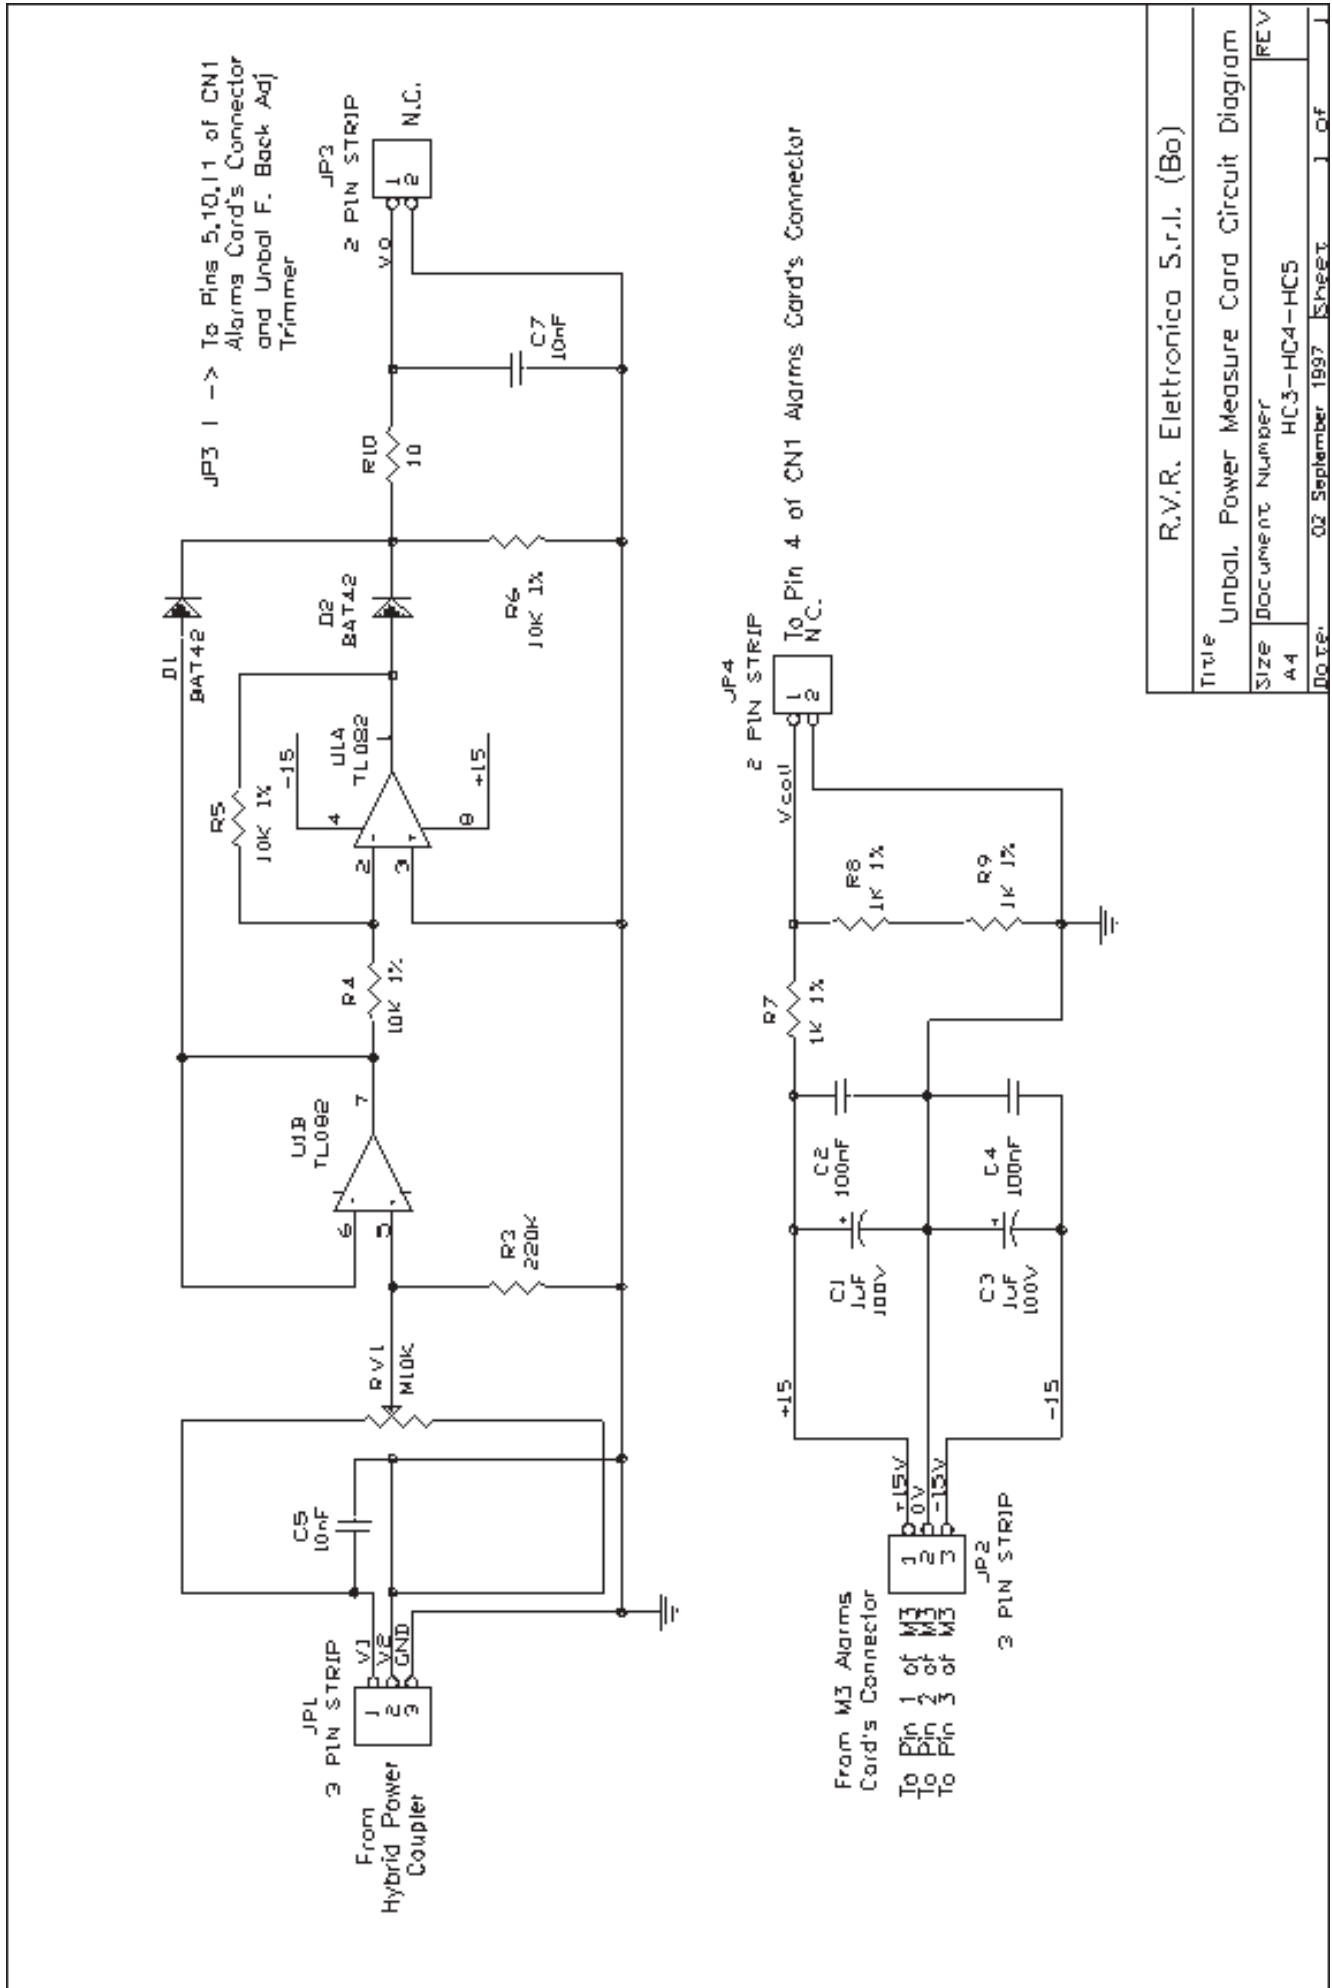 JP3 1 -> To Pins 5,10,11 of CN1
Alarms Card's Connector
and Unbal F. Back Adj
Trimmer
From
Hybrid Power
Coupler
JP1
3 PIN STRIP
1
2
3
V1
V2
GND
C5
10nF
RV1
M10K
R3
220K
6
5
7
U1B
TL082
R4
10K 1%
R5
10K 1%
2
3
4
-15
8
+15
1
U1A
TL082
D1
BAT42
D2
BAT42
R6
10K 1%
R10
10
C7
10nF
V0
JP3
2 PIN STRIP
1
2
N.C.
From M3 Alarms
Card's Connector
To Pin 1 of M3
To Pin 2 of M3
To Pin 3 of M3
JP2
3 PIN STRIP
1
2
3
+15V
0V
-15V
+15
-15
C1
1uF
100V
C3
1uF
100V
C2
100nF
C4
100nF
R7
1K 1%
R8
1K 1%
R9
1K 1%
JP4
2 PIN STRIP
1
2
To Pin 4 of CN1 Alarms Card's Connector
N.C.
R.V.R. Elettronica S.r.l. (Bo)
Title
Unbal. Power Measure Card Circuit Diagram
Size
Document Number
REV
A4
HC3-HC4-HC5
Date:
02 September 1997
Sheet
1 of 1